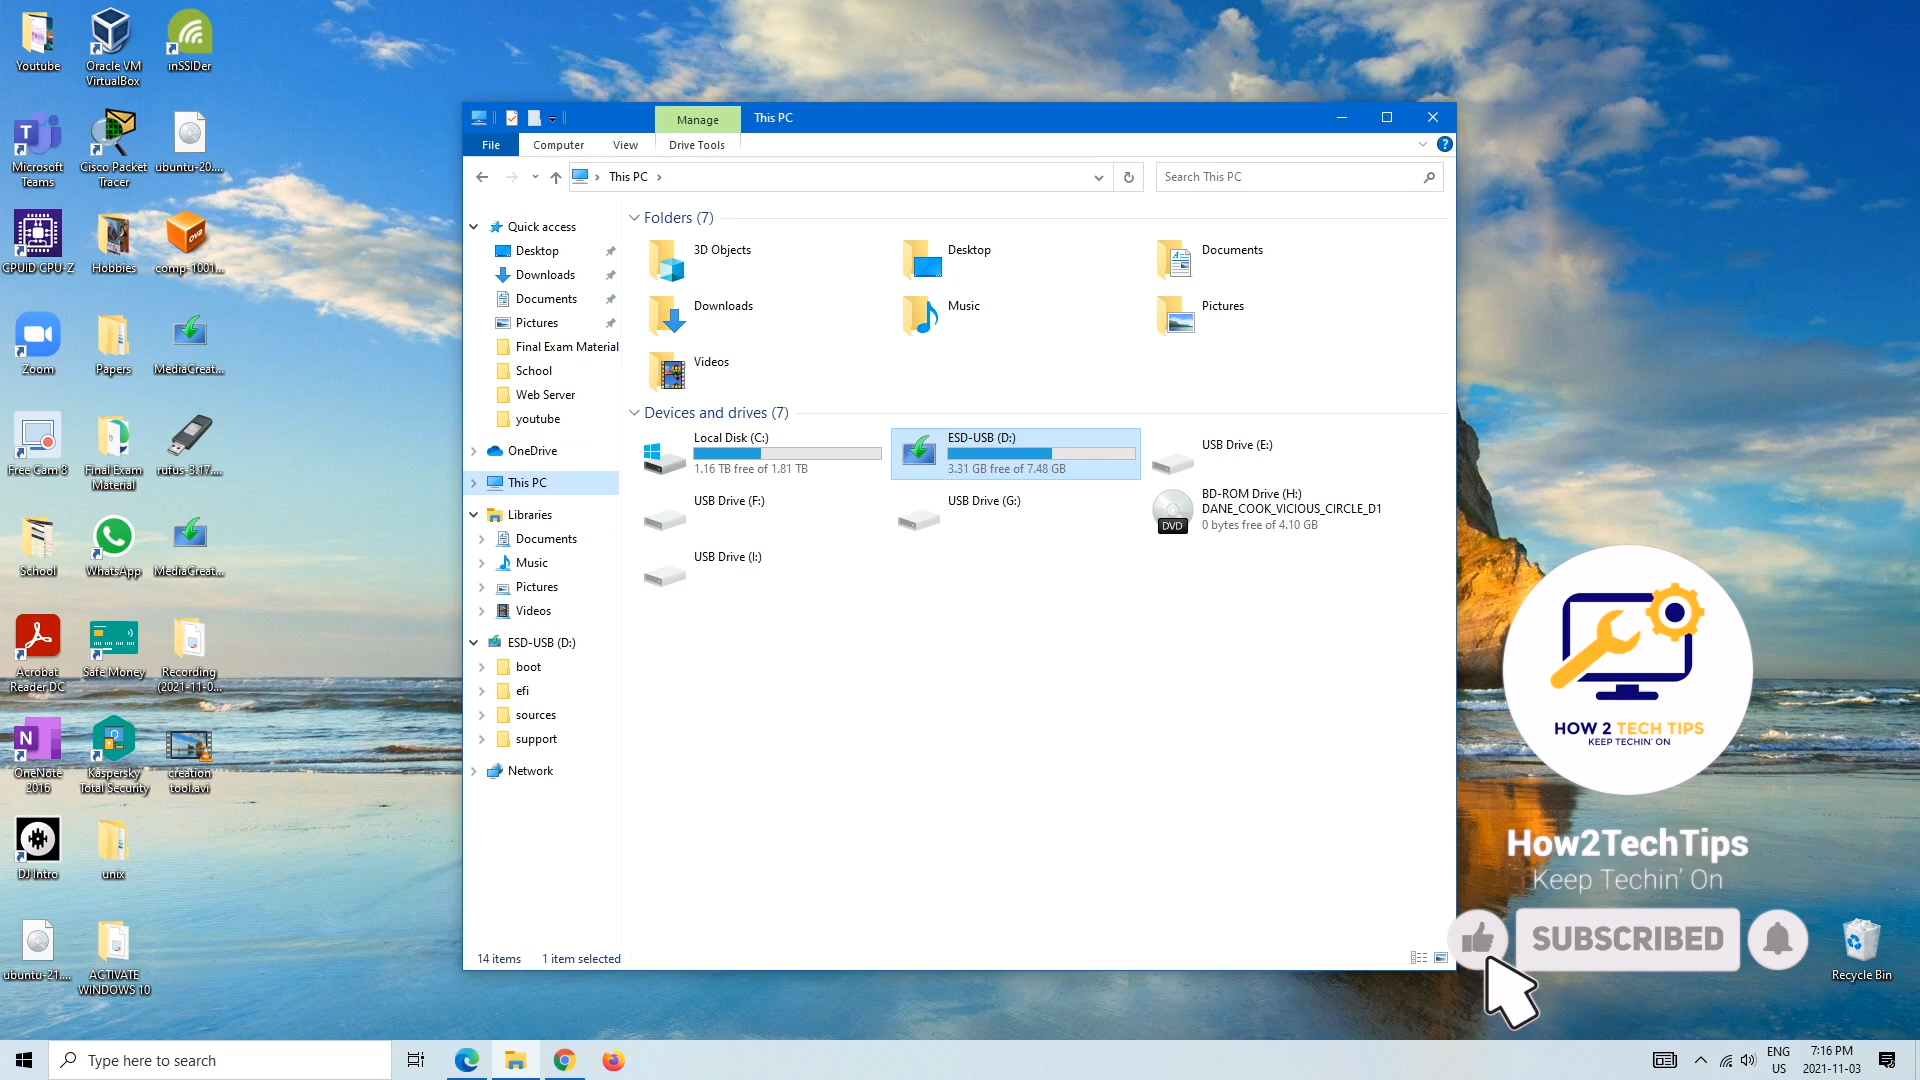 Youtube
Oracle VM
VirtualBox
inSSIDer
Microsoft
Teams
Cisco Packet
Tracer
ubuntu-20....
CPUID CPU-Z
Hobbies
ova
comp-1001...
Zoom
Papers
MediaCreat...
Free Cam 8
Final Exam
Material
rufus-3.17....
School
WhatsApp
MediaCreat...
Acrobat
Reader DC
Safe Money
Recording
(2021-11-0...
OneNote
2016
Kaspersky
Total Security
creation
tool.avi
DJ Intro
unix
ubuntu-21....
ACTIVATE
WINDOWS 10
Manage
This PC
File
Computer
View
Drive Tools
This PC
Search This PC
Quick access
Desktop
Downloads
Documents
Pictures
Final Exam Material
School
Web Server
youtube
OneDrive
This PC
Libraries
Documents
Music
Pictures
Videos
ESD-USB (D:)
boot
efi
sources
support
Network
Folders (7)
3D Objects
Desktop
Documents
Downloads
Music
Pictures
Videos
Devices and drives (7)
Local Disk (C:)
1.16 TB free of 1.81 TB
ESD-USB (D:)
3.31 GB free of 7.48 GB
USB Drive (E:)
USB Drive (F:)
USB Drive (G:)
BD-ROM Drive (H:)
DANE_COOK_VICIOUS_CIRCLE_D1
0 bytes free of 4.10 GB
DVD
USB Drive (I:)
14 items
1 item selected
HOW 2 TECH TIPS
KEEP TECHIN' ON
How2TechTips
Keep Techin' On
SUBSCRIBED
Recycle Bin
Type here to search
ENG
US
7:16 PM
2021-11-03